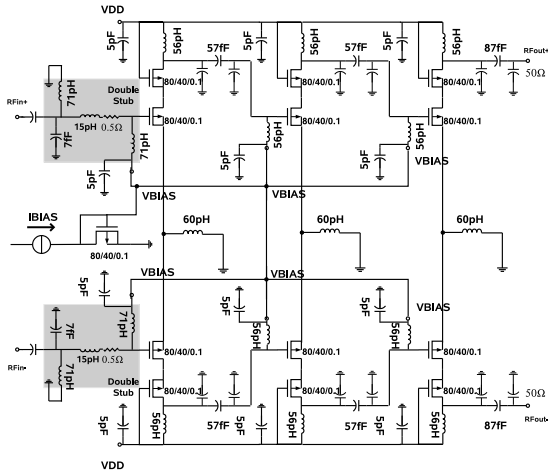 VDD
5pF
56pH
57fF
5pF
56pH
57fF
5pF
56pH
87fF
RFout+
50Ω
71pH
Double
Stub
80/40/0.1
80/40/0.1
80/40/0.1
RFin+
7fF
15pH
0.5Ω
71pH
80/40/0.1
56pH
80/40/0.1
56pH
80/40/0.1
5pF
5pF
5pF
VBIAS
VBIAS
IBIAS
80/40/0.1
60pH
60pH
60pH
VBIAS
VBIAS
5pF
5pF
5pF
VBIAS
7fF
71pH
56pH
56pH
15pH
0.5Ω
80/40/0.1
80/40/0.1
80/40/0.1
RFin-
71pH
Double
Stub
80/40/0.1
80/40/0.1
80/40/0.1
50Ω
5pF
56pH
57fF
5pF
56pH
57fF
5pF
56pH
87fF
RFout-
VDD